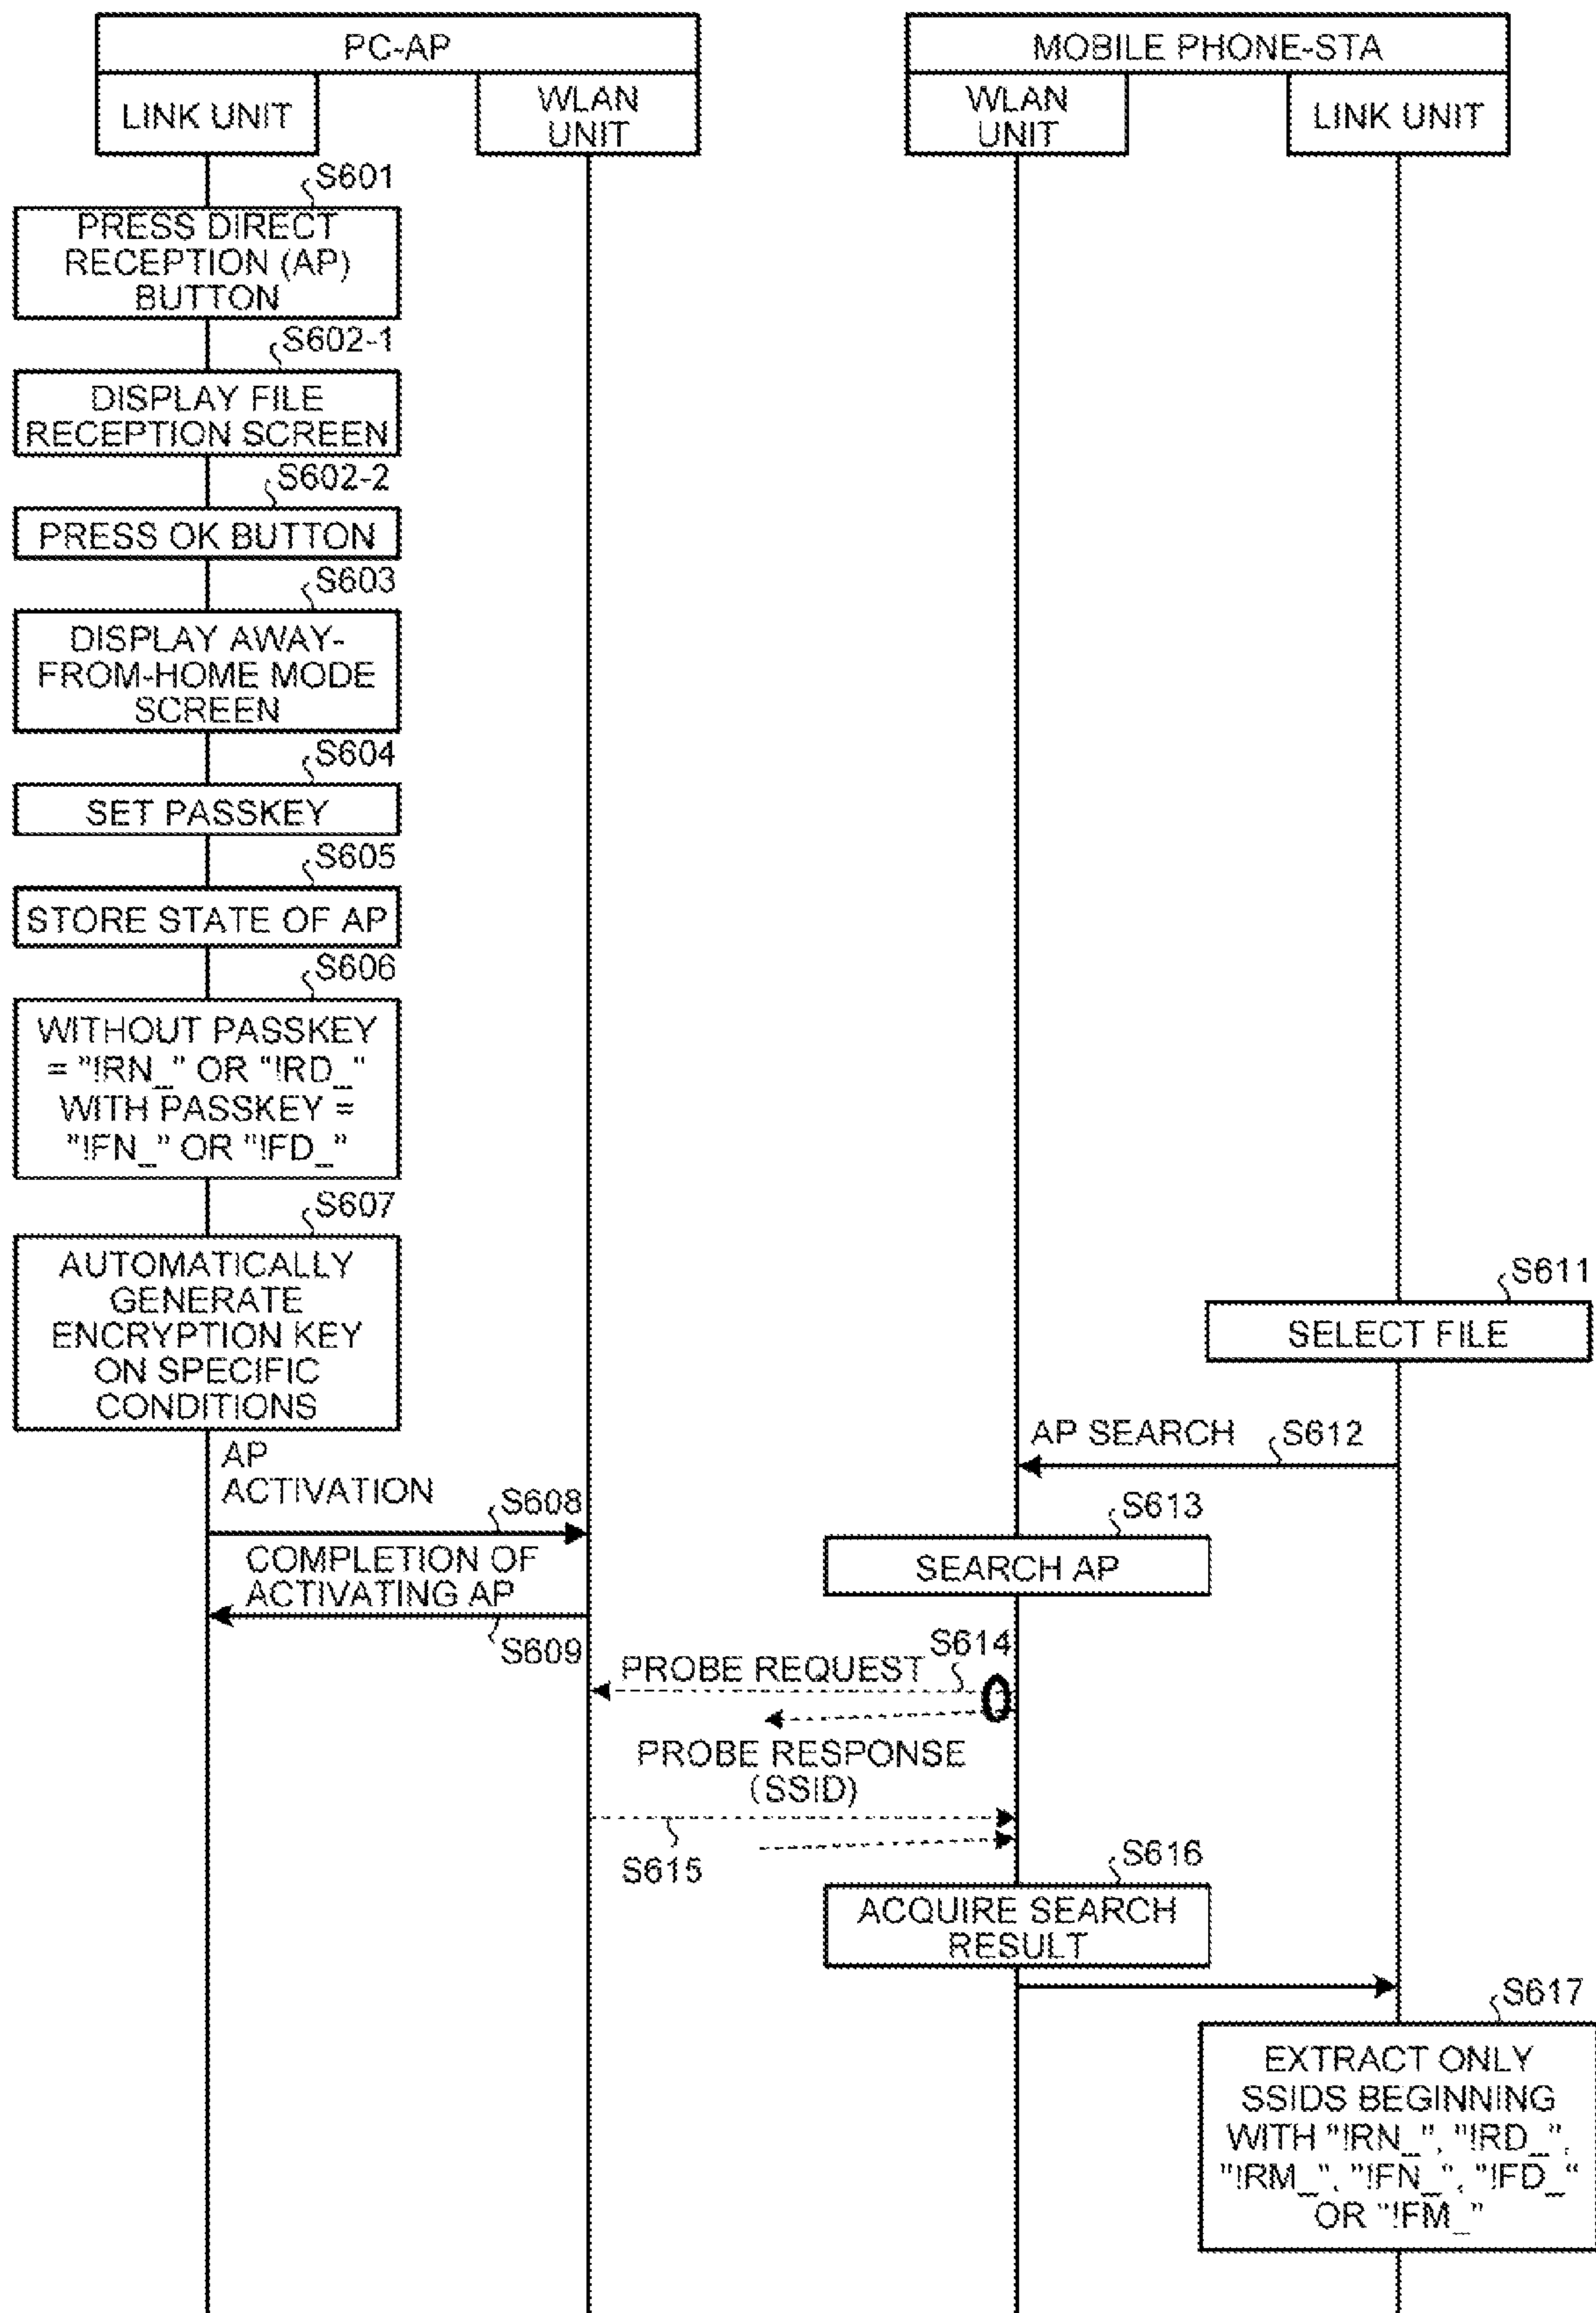 PC-AP
MOBILE PHONE-STA
LINK UNIT
WLAN
UNIT
WLAN
UNIT
LINK UNIT
S601
PRESS DIRECT
RECEPTION (AP)
BUTTON
S602-1
DISPLAY FILE
RECEPTION SCREEN
S602-2
PRESS OK BUTTON
S603
DISPLAY AWAY-
FROM-HOME MODE
SCREEN
S604
SET PASSKEY
S605
STORE STATE OF AP
S606
WITHOUT PASSKEY
= "!RN_" OR "!RD_"
WITH PASSKEY =
"!FN_" OR "!FD_"
S607
AUTOMATICALLY
GENERATE
ENCRYPTION KEY
ON SPECIFIC
CONDITIONS
S611
SELECT FILE
AP SEARCH
S612
AP
ACTIVATION
S608
S613
SEARCH AP
COMPLETION OF
ACTIVATING AP
S609
S614
PROBE REQUEST
PROBE RESPONSE
(SSID)
S615
S616
ACQUIRE SEARCH
RESULT
S617
EXTRACT ONLY
SSIDS BEGINNING
WITH "!RN_", "!RD_",
"!RM_", "!FN_", "!FD_"
OR "!FM_"